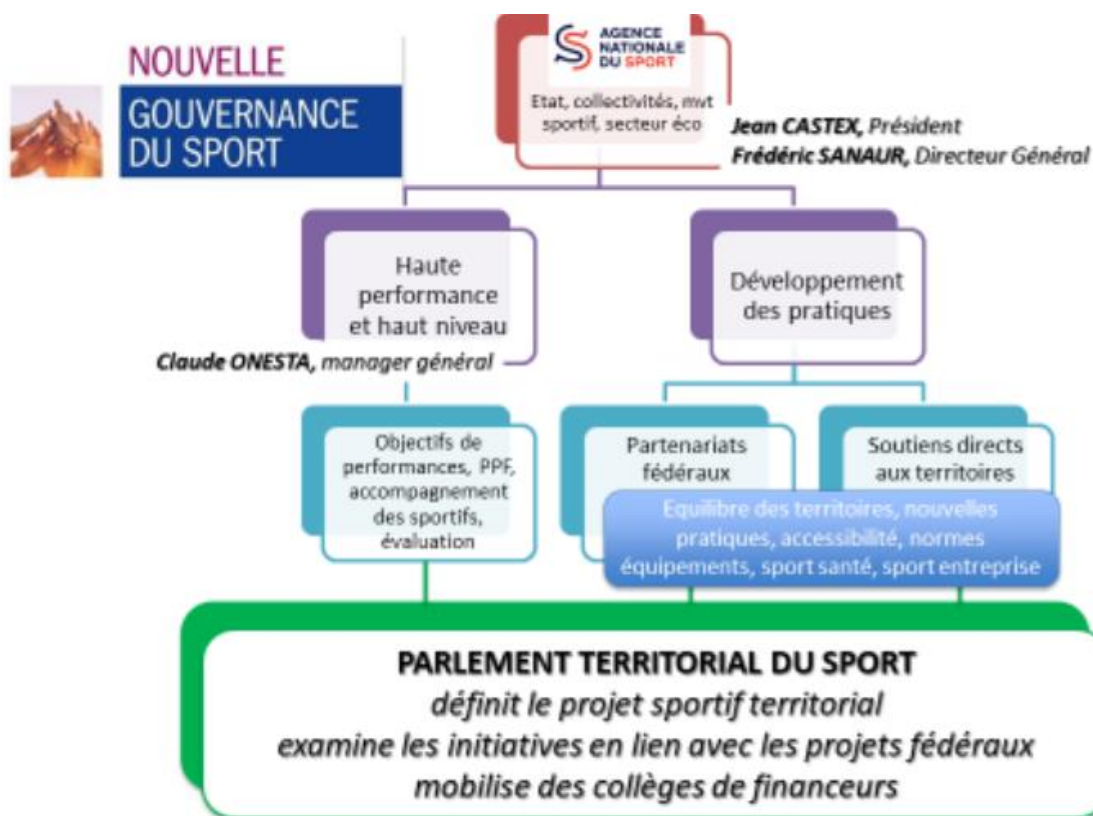 NOUVELLE
GOUVERNANCE
DU SPORT
AGENCE
NATIONALE
DU SPORT
Etat, collectivités, mvt
sportif, secteur éco
Jean CASTEX, Président
Frédéric SANAUR, Directeur Général
Haute
performance
et haut niveau
Claude ONESTA, manager général
Développement
des pratiques
Objectifs de
performances, PPF,
accompagnement
des sportifs,
évaluation
Partenariats
fédéraux
Soutiens directs
aux territoires
Equilibre des territoires, nouvelles
pratiques, accessibilité, normes
équipements, sport santé, sport entreprise
PARLEMENT TERRITORIAL DU SPORT
définit le projet sportif territorial
examine les initiatives en lien avec les projets fédéraux
mobilise des collèges de financeurs